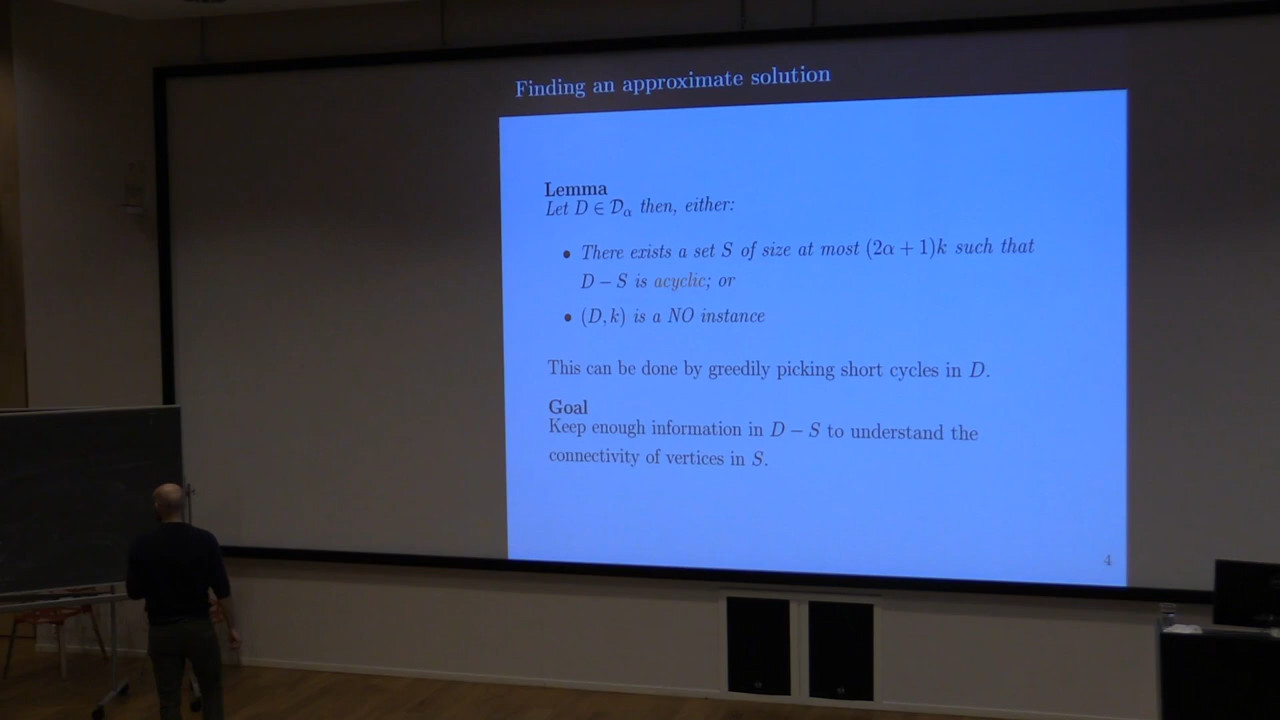 Finding an approximate solution
Lemma
Let D ∈ 𝒟α then, either:
• There exists a set S of size at most (2α + 1)k such that
D − S is acyclic; or
• (D, k) is a NO instance
This can be done by greedily picking short cycles in D.
Goal
Keep enough information in D − S to understand the
connectivity of vertices in S.
4